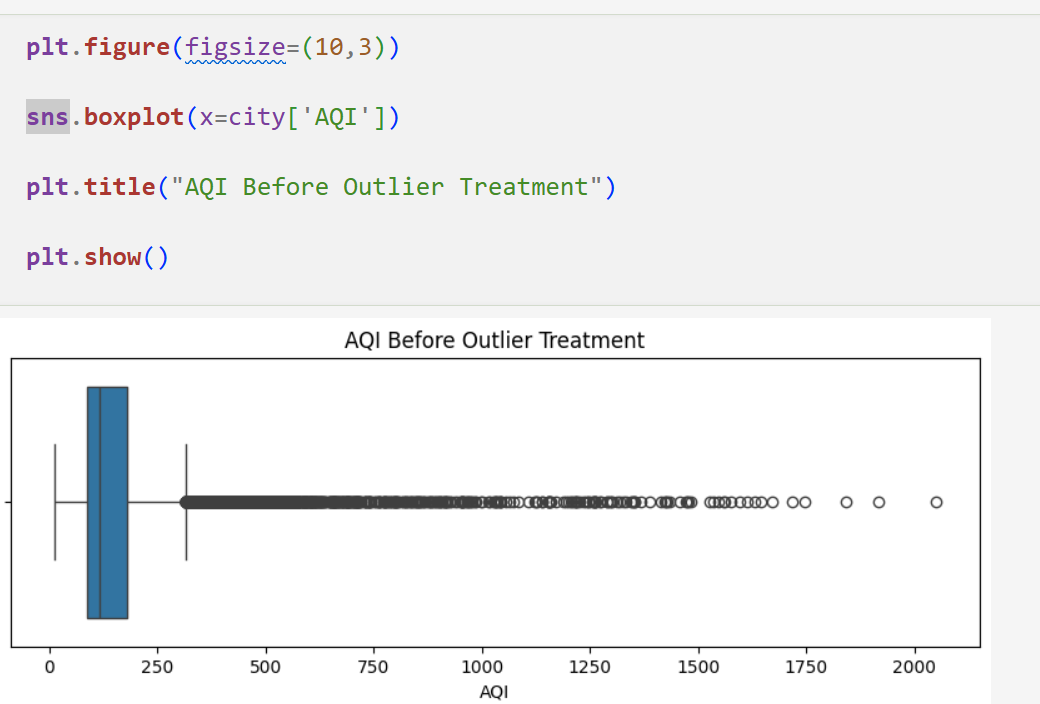 plt.figure(figsize=(10,3))
sns.boxplot(x=city['AQI'])
plt.title("AQI Before Outlier Treatment")
plt.show()
AQI Before Outlier Treatment
0 250 500 750 1000 1250 1500 1750 2000
AQI